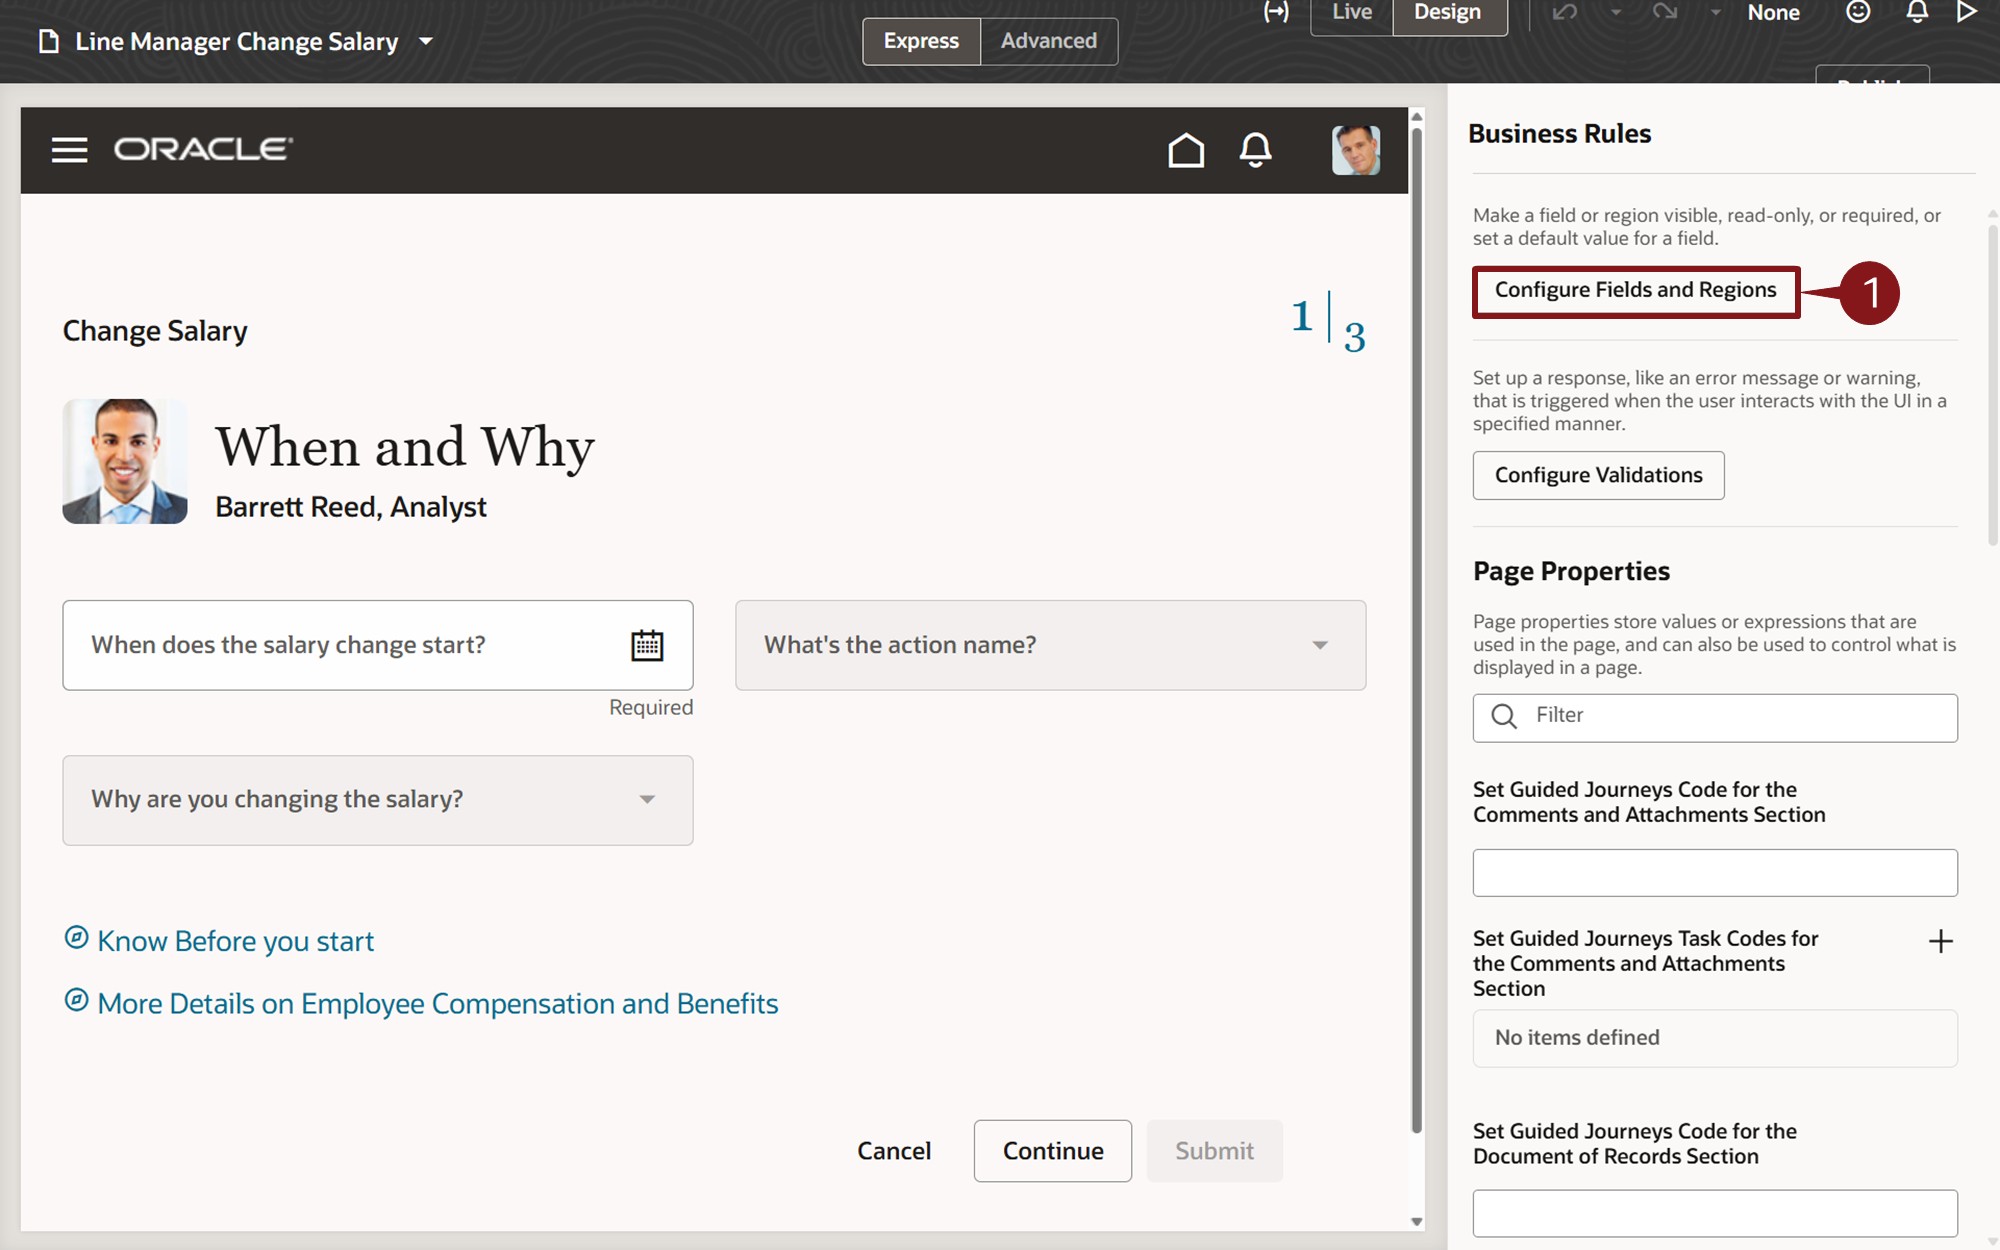 Line Manager Change Salary
Express
Advanced
Live
Design
None
ORACLE
Change Salary
1
3
When and Why
Barrett Reed, Analyst
When does the salary change start?
Required
What's the action name?
Why are you changing the salary?
Know Before you start
More Details on Employee Compensation and Benefits
Cancel
Continue
Submit
Business Rules
Make a field or region visible, read-only, or required, or
set a default value for a field.
Configure Fields and Regions
1
Set up a response, like an error message or warning,
that is triggered when the user interacts with the UI in a
specified manner.
Configure Validations
Page Properties
Page properties store values or expressions that are
used in the page, and can also be used to control what is
displayed in a page.
Filter
Set Guided Journeys Code for the
Comments and Attachments Section
Set Guided Journeys Task Codes for
the Comments and Attachments
Section
No items defined
Set Guided Journeys Code for the
Document of Records Section